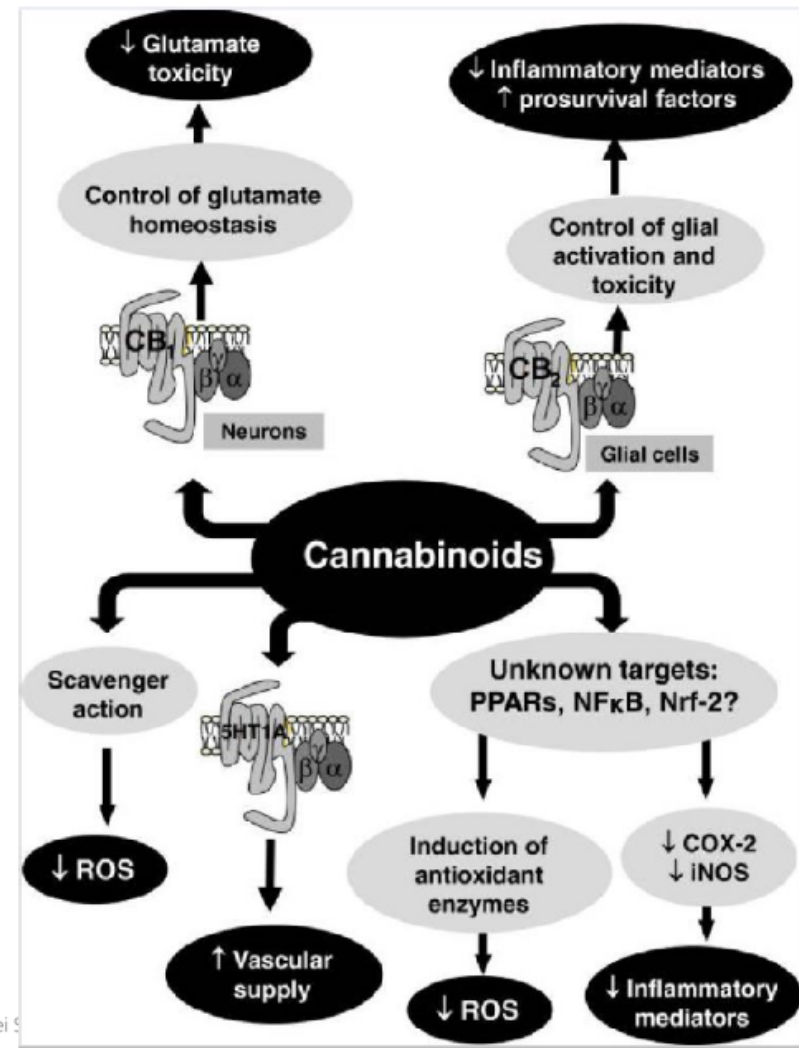 ↓ Glutamate
toxicity
↓ Inflammatory mediators
↑ prosurvival factors
Control of glutamate
homeostasis
Control of glial
activation and
toxicity
CB1
β γ α
Neurons
CB2
β γ α
Glial cells
Cannabinoids
Scavenger
action
Unknown targets:
PPARs, NFκB, Nrf-2?
5HT1A
β γ α
↓ ROS
Induction of
antioxidant
enzymes
↓ COX-2
↓ iNOS
↑ Vascular
supply
↓ ROS
↓ Inflammatory
mediators